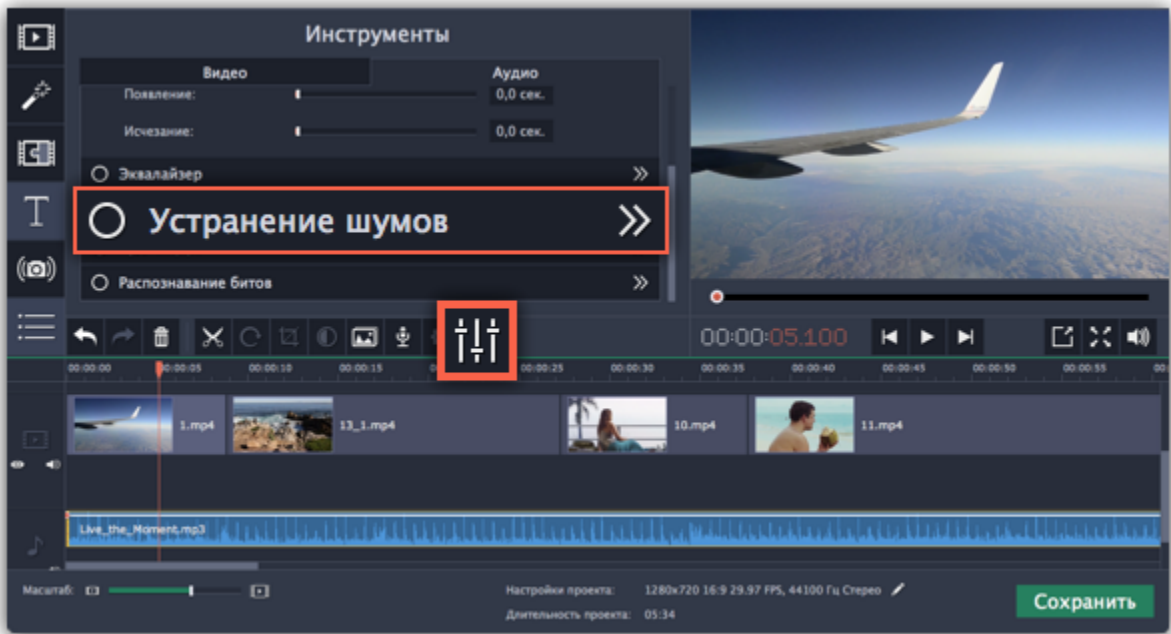 Инструменты
Видео
Аудио
Появление:
0,0 сек.
Исчезание:
0,0 сек.
Эквалайзер
Устранение шумов
Распознавание битов
T
00:00:05.100
00:00:00
00:00:05
00:00:10
00:00:15
00:00:25
00:00:30
00:00:35
00:00:40
00:00:45
00:00:50
00:00:55
1.mp4
13_1.mp4
10.mp4
11.mp4
Live_the_Moment.mp3
Масштаб:
Настройки проекта: 1280x720 16:9 29.97 FPS, 44100 Гц Стерео
Длительность проекта: 05:34
Сохранить